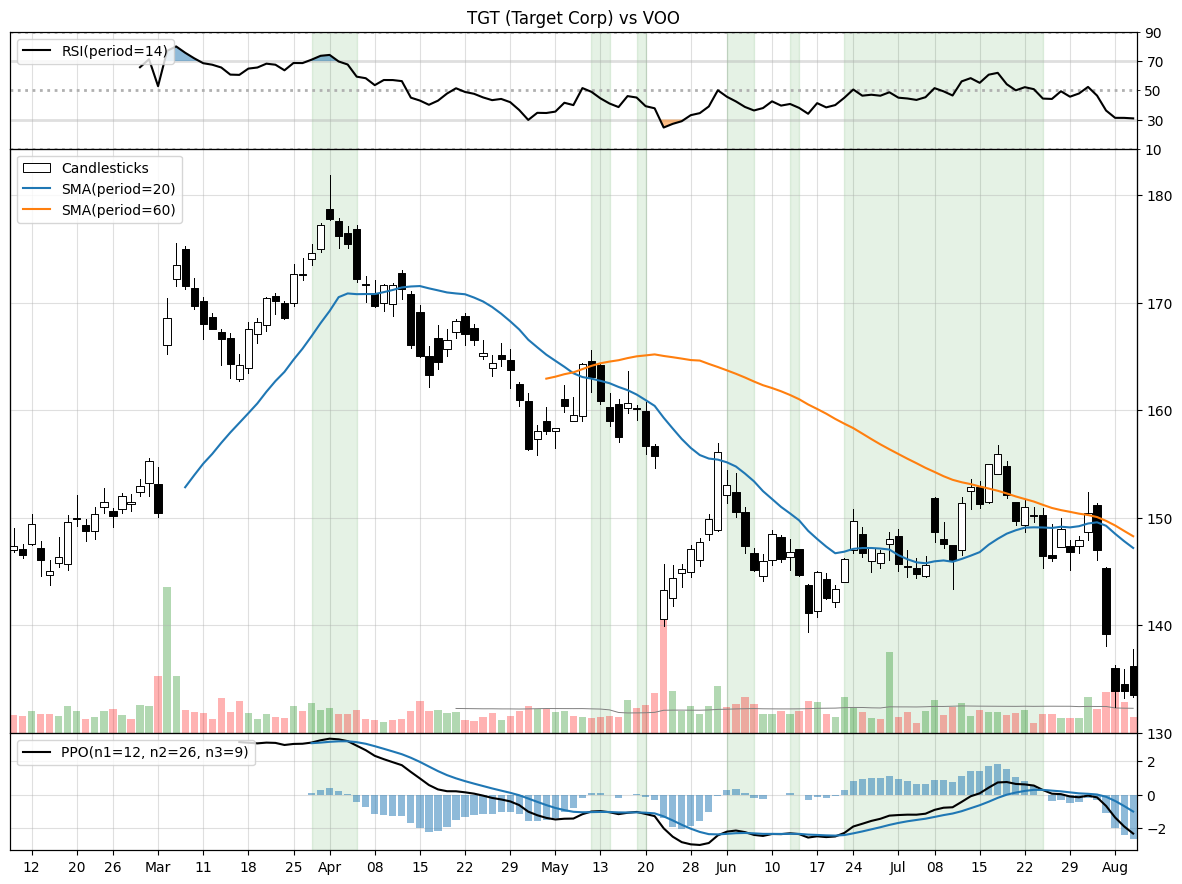 TGT (Target Corp) vs VOO
RSI(period=14)
90
70
50
30
10
Candlesticks
SMA(period=20)
SMA(period=60)
180
170
160
150
140
130
PPO(n1=12, n2=26, n3=9)
2
0
−2
12 20 26 Mar 11 18 25 Apr 08 15 22 29 May 13 20 28 Jun 10 17 24 Jul 08 15 22 29 Aug